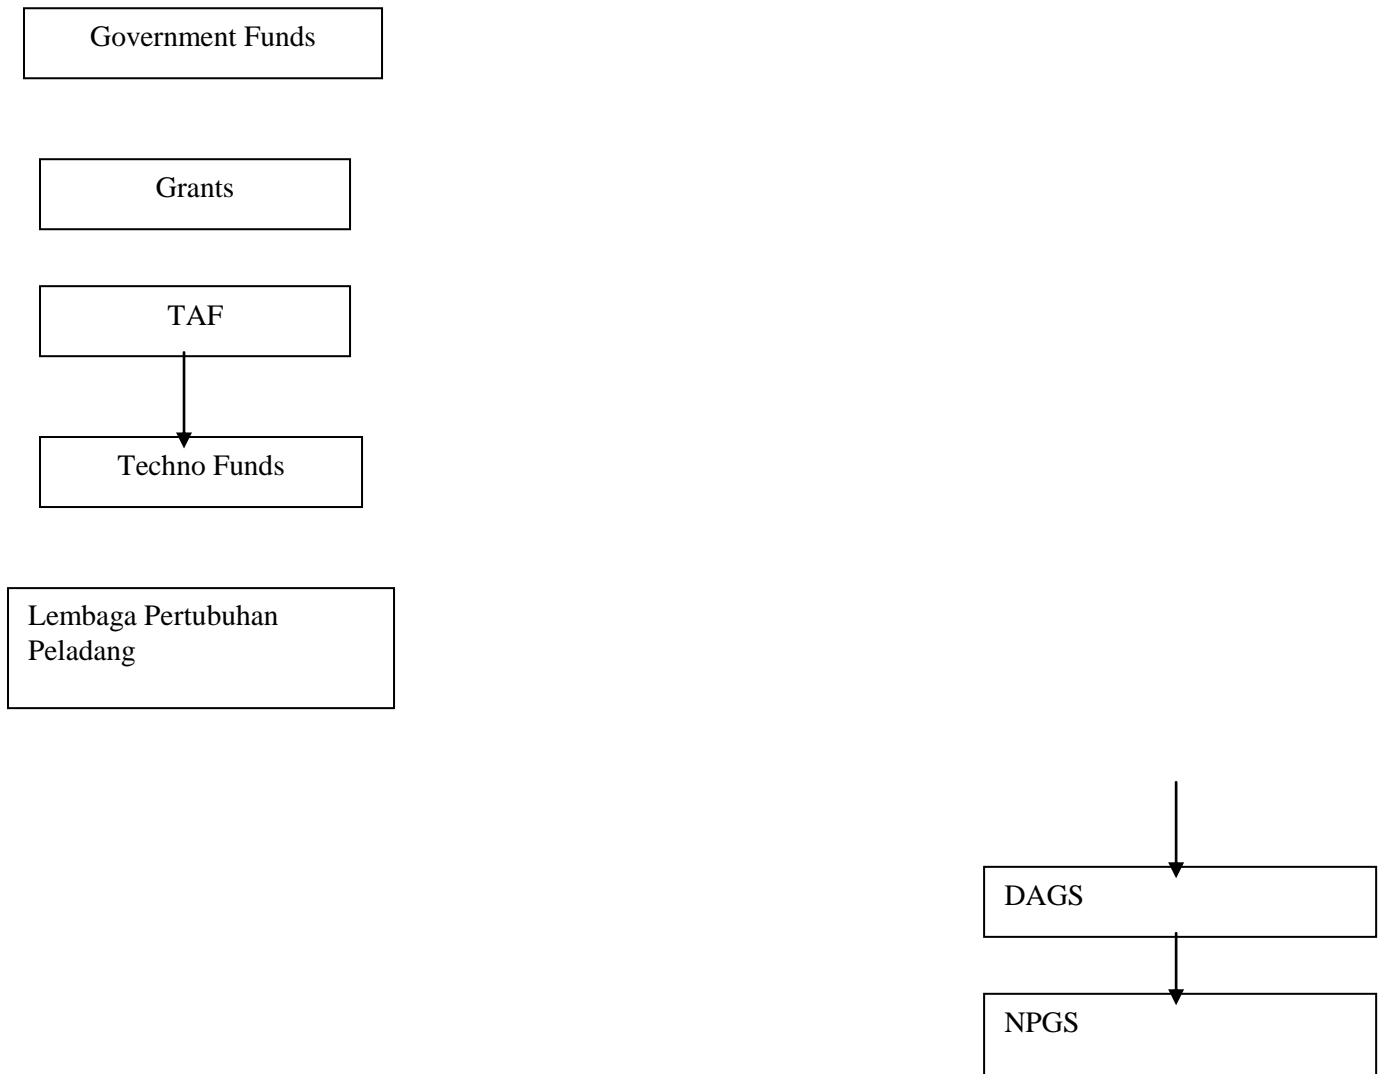 Government Funds
Grants
TAF
Techno Funds
Lembaga Pertubuhan
Peladang
DAGS
NPGS